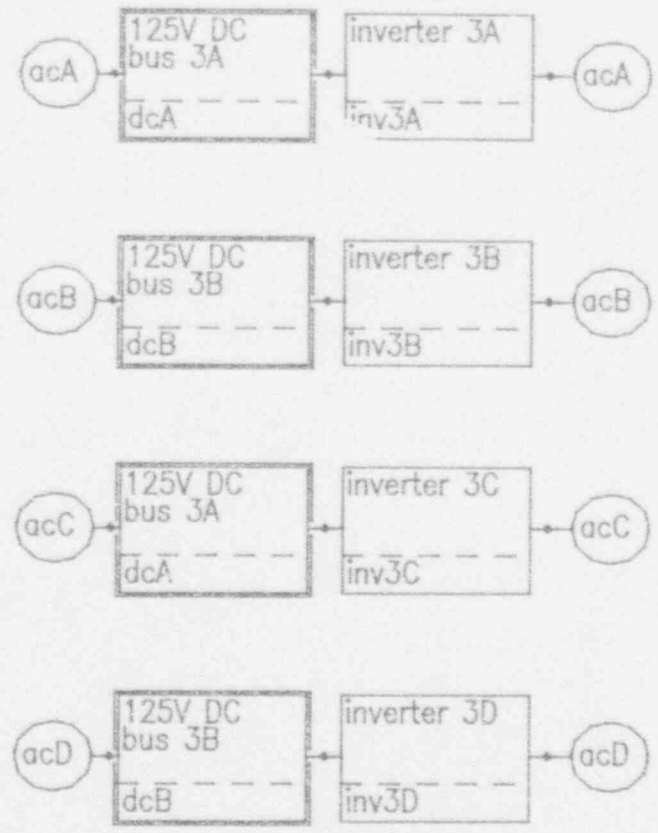 acA
125V DC
bus 3A
dcA
inverter 3A
inv3A
acA
acB
125V DC
bus 3B
dcB
inverter 3B
inv3B
acB
acC
125V DC
bus 3A
dcA
inverter 3C
inv3C
acC
acD
125V DC
bus 3B
dcB
inverter 3D
inv3D
acD